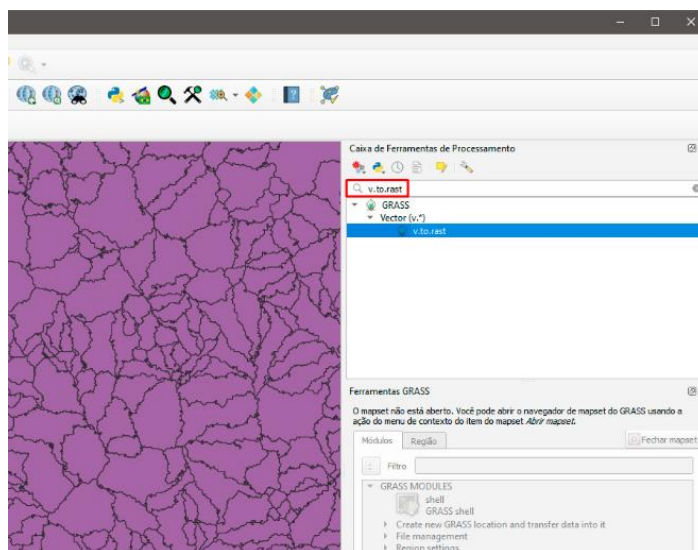 Caixa de Ferramentas de Processamento
v.to.rast
GRASS
Vector (v.*)
v.to.rast
Ferramentas GRASS
O mapset não está aberto. Você pode abrir o navegador de mapset do GRASS usando a
ação do menu de contexto do item do mapset Abrir mapset.
Módulos Região Fechar mapset
Filtro
GRASS MODULES
shell
GRASS shell
Create new GRASS location and transfer data into it
File management
Region settings